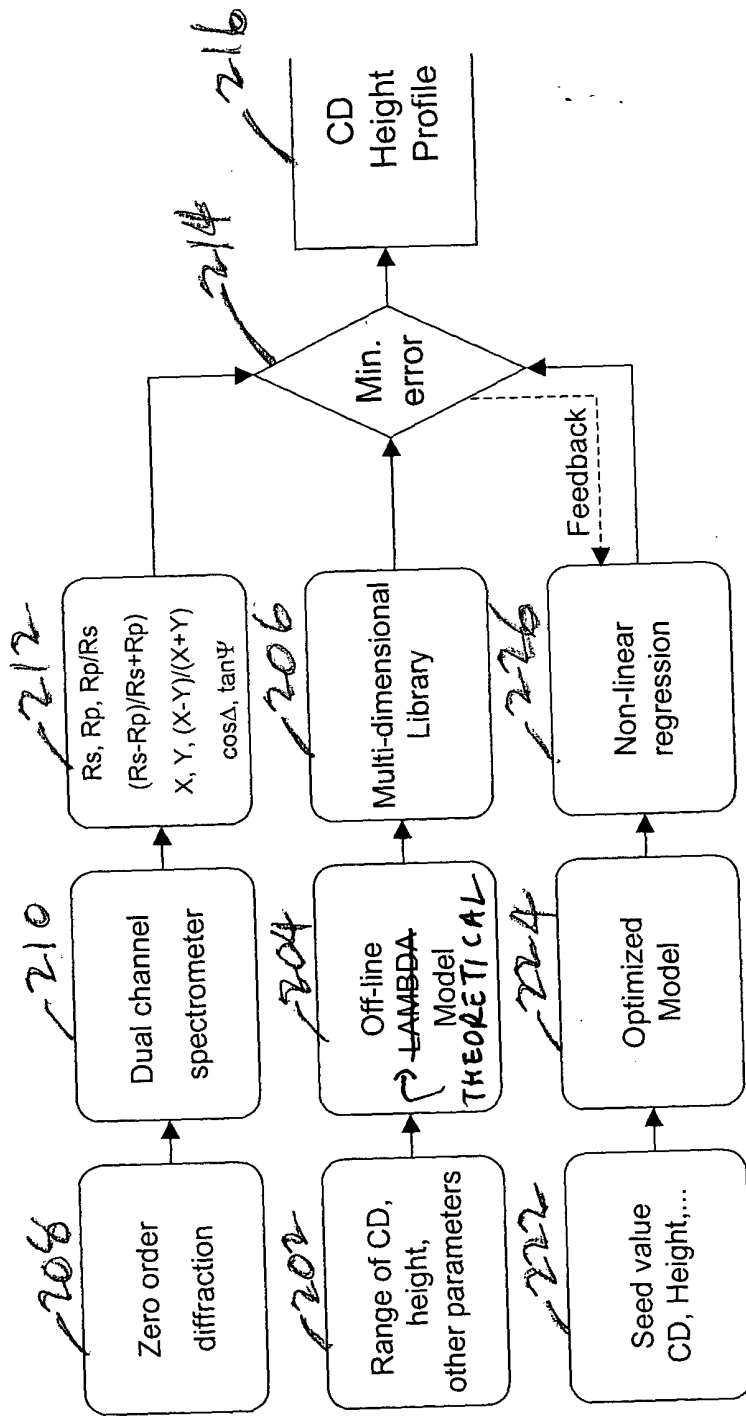 208
Zero order
diffraction
210
Dual channel
spectrometer
212
Rs, Rp, Rp/Rs
(Rs-Rp)/Rs+Rp)
X, Y, (X-Y)/(X+Y)
cosΔ, tanΨ
202
Range of CD,
height,
other parameters
204
Off-line
LAMBDA
Model
THEORETICAL
206
Multi-dimensional
Library
222
Seed value
CD, Height,...
224
Optimized
Model
226
Non-linear
regression
Feedback
214
Min.
error
216
CD
Height
Profile